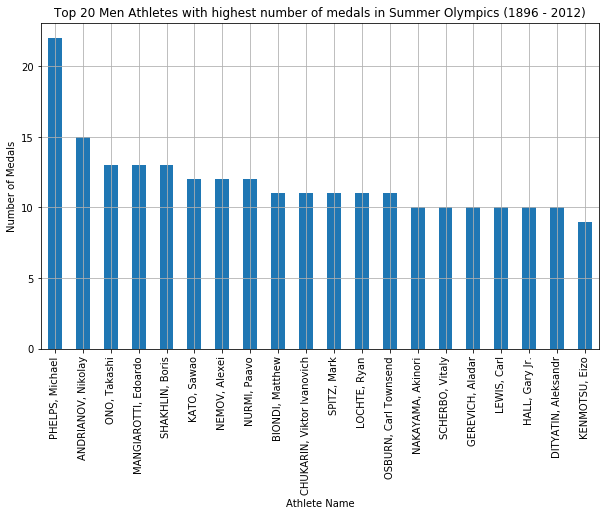 Top 20 Men Athletes with highest number of medals in Summer Olympics (1896 - 2012)
Number of Medals
20
15
10
5
0
PHELPS, Michael
ANDRIANOV, Nikolay
ONO, Takashi
MANGIAROTTI, Edoardo
SHAKHLIN, Boris
KATO, Sawao
NEMOV, Alexei
NURMI, Paavo
BIONDI, Matthew
CHUKARIN, Viktor Ivanovich
SPITZ, Mark
LOCHTE, Ryan
OSBURN, Carl Townsend
NAKAYAMA, Akinori
SCHERBO, Vitaly
GEREVICH, Aladar
LEWIS, Carl
HALL, Gary Jr.
DITYATIN, Aleksandr
KENMOTSU, Eizo
Athlete Name